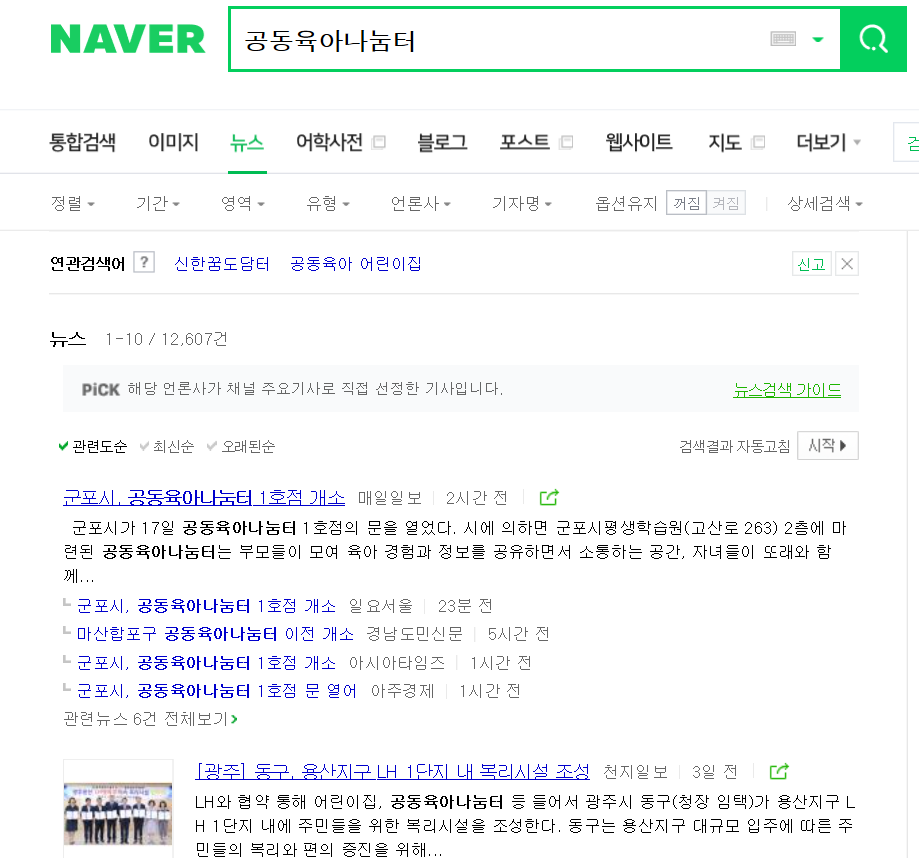 NAVER 공동육아나눔터
통합검색 이미지 뉴스 어학사전 블로그 포스트 웹사이트 지도 더보기
정렬 기간 영역 유형 언론사 기자명 옵션유지 꺼짐 켜짐 상세검색
연관검색어 ? 신한꿈도담터 공동육아 어린이집 신고
뉴스 1-10 / 12,607건
PiCK 해당 언론사가 채널 주요기사로 직접 선정한 기사입니다. 뉴스검색 가이드
관련도순 최신순 오래된순 검색결과 자동고침 시작
군포시, 공동육아나눔터 1호점 개소 매일일보 2시간 전
군포시가 17일 공동육아나눔터 1호점의 문을 열었다. 시에 의하면 군포시평생학습원(고산로 263) 2층에 마
련된 공동육아나눔터는 부모들이 모여 육아 경험과 정보를 공유하면서 소통하는 공간, 자녀들이 또래와 함
께...
군포시, 공동육아나눔터 1호점 개소 일요서울 23분 전
마산합포구 공동육아나눔터 이전 개소 경남도민신문 5시간 전
군포시, 공동육아나눔터 1호점 개소 아시아타임즈 1시간 전
군포시, 공동육아나눔터 1호점 문 열어 아주경제 1시간 전
관련뉴스 6건 전체보기
[광주] 동구, 용산지구 LH 1단지 내 복리시설 조성 천지일보 3일 전
LH와 협약 통해 어린이집, 공동육아나눔터 등 들어서 광주시 동구(청장 임택)가 용산지구 L
H 1단지 내에 주민들을 위한 복리시설을 조성한다. 동구는 용산지구 대규모 입주에 따른 주
민들의 복리와 편의 증진을 위해...